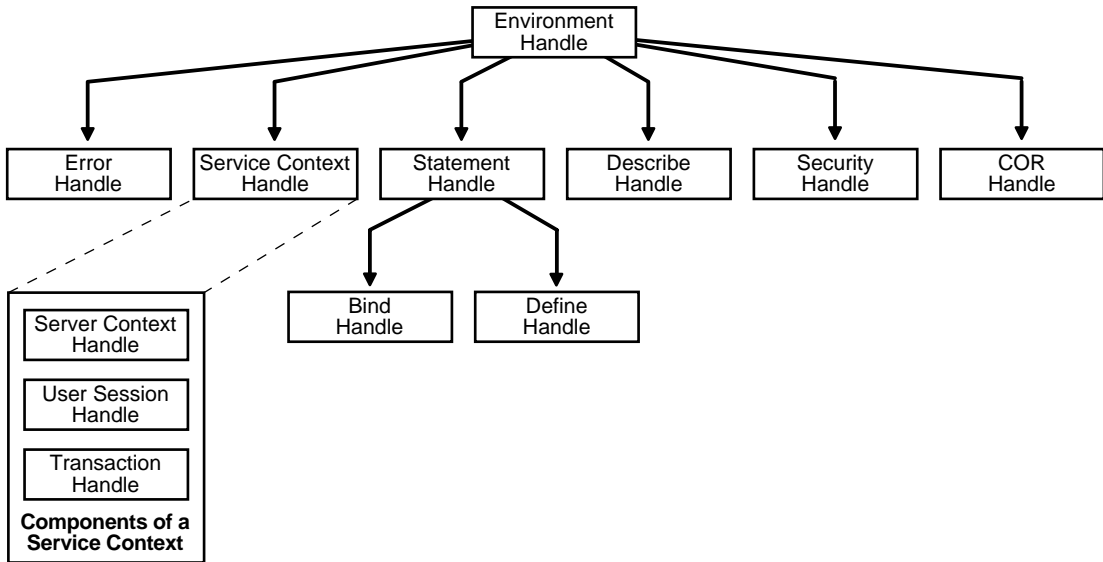 Environment
Handle
Error
Handle
Service Context
Handle
Statement
Handle
Describe
Handle
Security
Handle
COR
Handle
Bind
Handle
Define
Handle
Server Context
Handle
User Session
Handle
Transaction
Handle
Components of a
Service Context